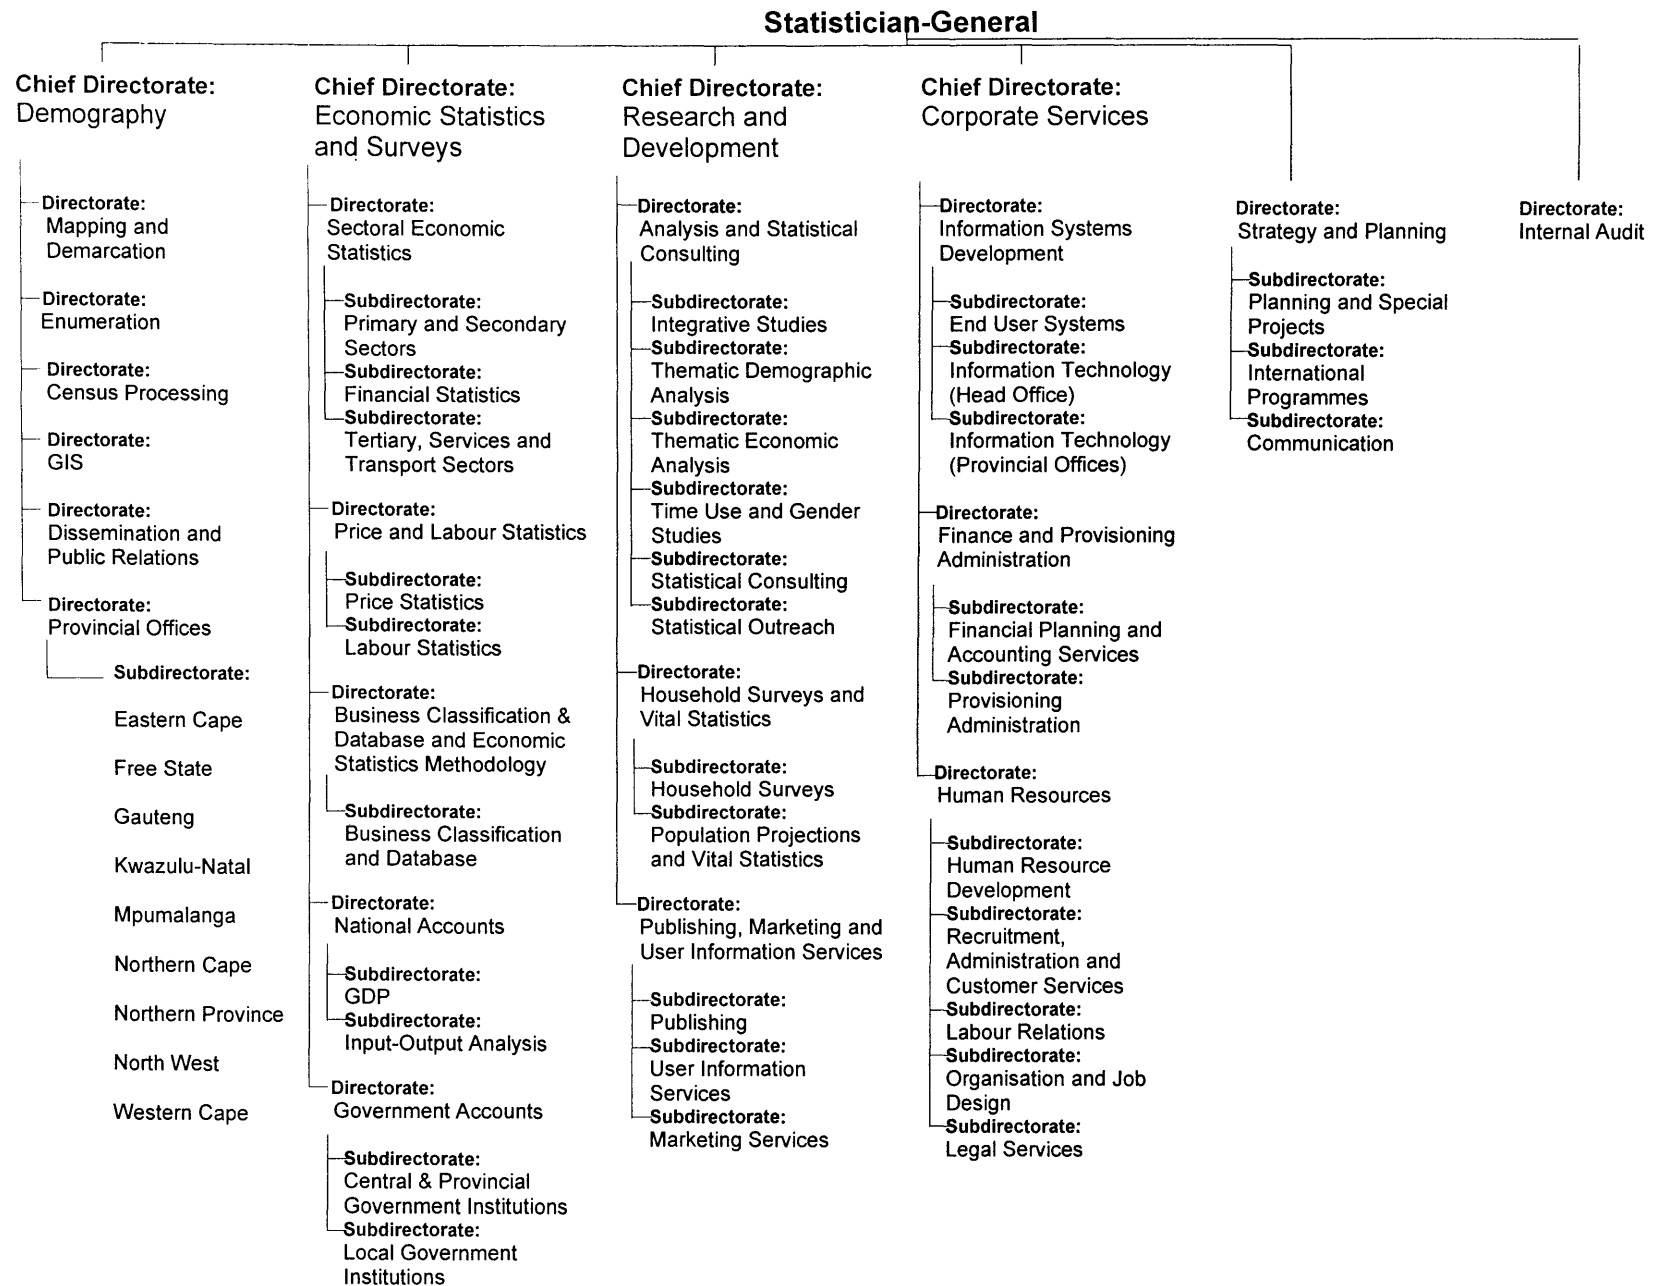 Statistician-General
Chief Directorate:
Demography
Directorate:
Mapping and
Demarcation
Directorate:
Enumeration
Directorate:
Census Processing
Directorate:
GIS
Directorate:
Dissemination and
Public Relations
Directorate:
Provincial Offices
Subdirectorate:
Eastern Cape
Free State
Gauteng
Kwazulu-Natal
Mpumalanga
Northern Cape
Northern Province
North West
Western Cape
Chief Directorate:
Economic Statistics
and Surveys
Directorate:
Sectoral Economic
Statistics
Subdirectorate:
Primary and Secondary
Sectors
Subdirectorate:
Financial Statistics
Subdirectorate:
Tertiary, Services and
Transport Sectors
Directorate:
Price and Labour Statistics
Subdirectorate:
Price Statistics
Subdirectorate:
Labour Statistics
Directorate:
Business Classification &
Database and Economic
Statistics Methodology
Subdirectorate:
Business Classification
and Database
Directorate:
National Accounts
Subdirectorate:
GDP
Subdirectorate:
Input-Output Analysis
Directorate:
Government Accounts
Subdirectorate:
Central & Provincial
Government Institutions
Subdirectorate:
Local Government
Institutions
Chief Directorate:
Research and
Development
Directorate:
Analysis and Statistical
Consulting
Subdirectorate:
Integrative Studies
Subdirectorate:
Thematic Demographic
Analysis
Subdirectorate:
Thematic Economic
Analysis
Subdirectorate:
Time Use and Gender
Studies
Subdirectorate:
Statistical Consulting
Subdirectorate:
Statistical Outreach
Directorate:
Household Surveys and
Vital Statistics
Subdirectorate:
Household Surveys
Subdirectorate:
Population Projections
and Vital Statistics
Directorate:
Publishing, Marketing and
User Information Services
Subdirectorate:
Publishing
Subdirectorate:
User Information
Services
Subdirectorate:
Marketing Services
Chief Directorate:
Corporate Services
Directorate:
Information Systems
Development
Subdirectorate:
End User Systems
Subdirectorate:
Information Technology
(Head Office)
Subdirectorate:
Information Technology
(Provincial Offices)
Directorate:
Finance and Provisioning
Administration
Subdirectorate:
Financial Planning and
Accounting Services
Subdirectorate:
Provisioning
Administration
Directorate:
Human Resources
Subdirectorate:
Human Resource
Development
Subdirectorate:
Recruitment,
Administration and
Customer Services
Subdirectorate:
Labour Relations
Subdirectorate:
Organisation and Job
Design
Subdirectorate:
Legal Services
Directorate:
Strategy and Planning
Subdirectorate:
Planning and Special
Projects
Subdirectorate:
International
Programmes
Subdirectorate:
Communication
Directorate:
Internal Audit